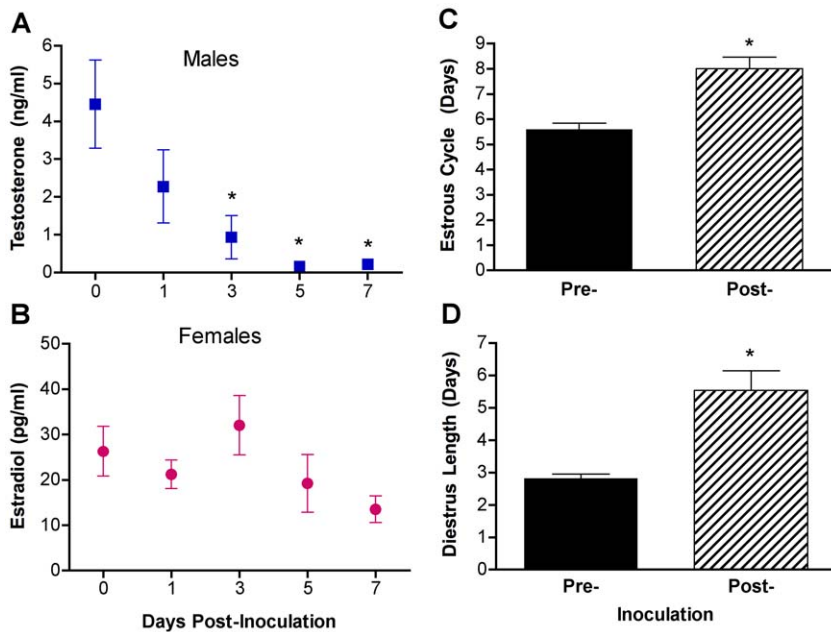 A
Males
Testosterone (ng/ml)
6
5
4
3
2
1
0
*
*
*
0 1 3 5 7
B
Females
Estradiol (pg/ml)
50
40
30
20
10
0
0 1 3 5 7
Days Post-Inoculation
C
Estrous Cycle (Days)
9
8
7
6
5
4
3
2
1
0
*
Pre- Post-
D
Diestrus Length (Days)
7
6
5
4
3
2
1
0
*
Pre- Post-
Inoculation